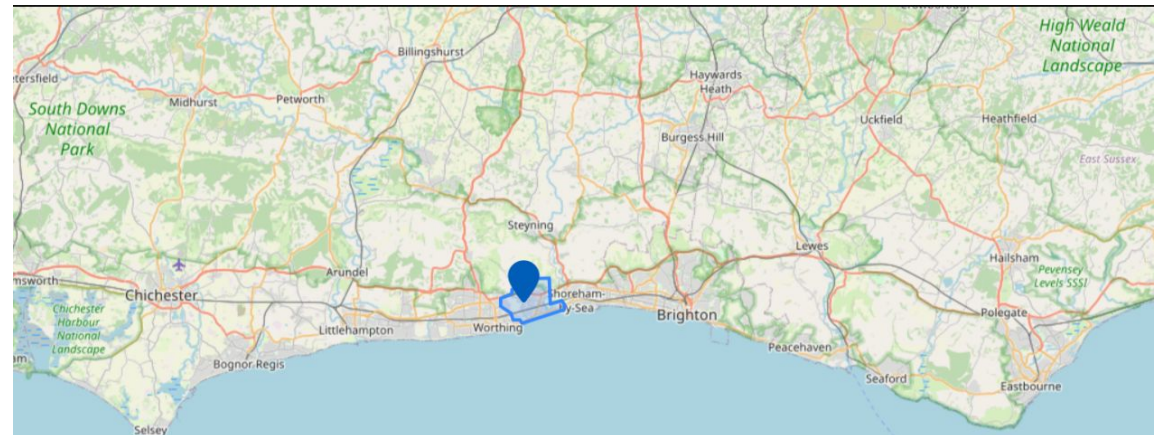 High Weald
National
Landscape
Billingshurst
Haywards
Heath
etersfield
Midhurst
Petworth
South Downs
National
Park
Uckfield
Heathfield
Burgess Hill
East Sussex
Steyning
Lewes
Hailsham
Arundel
Pevensey
Levels SSSI
msworth
Chichester
Shoreham-
by-Sea
Chichester
Harbour
National
Landscape
Littlehampton
Worthing
Brighton
Polegate
am
Bognor Regis
Peacehaven
Seaford
Eastbourne
Selsey